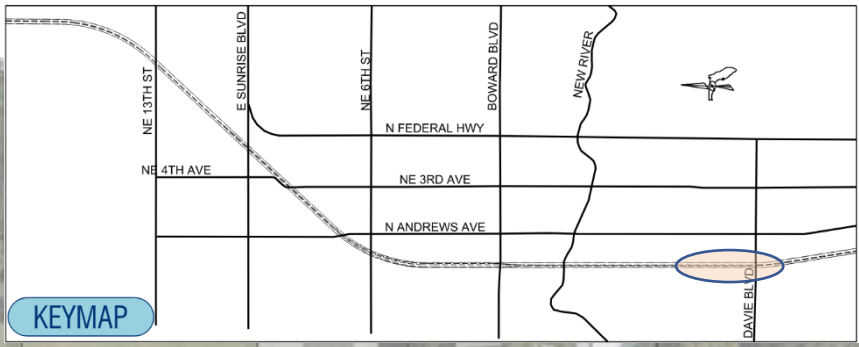 NE 13TH ST
E SUNRISE BLVD
NE 6TH ST
BOWARD BLVD
NEW RIVER
N FEDERAL HWY
NE 4TH AVE
NE 3RD AVE
N ANDREWS AVE
DAVIE BLVD
KEYMAP